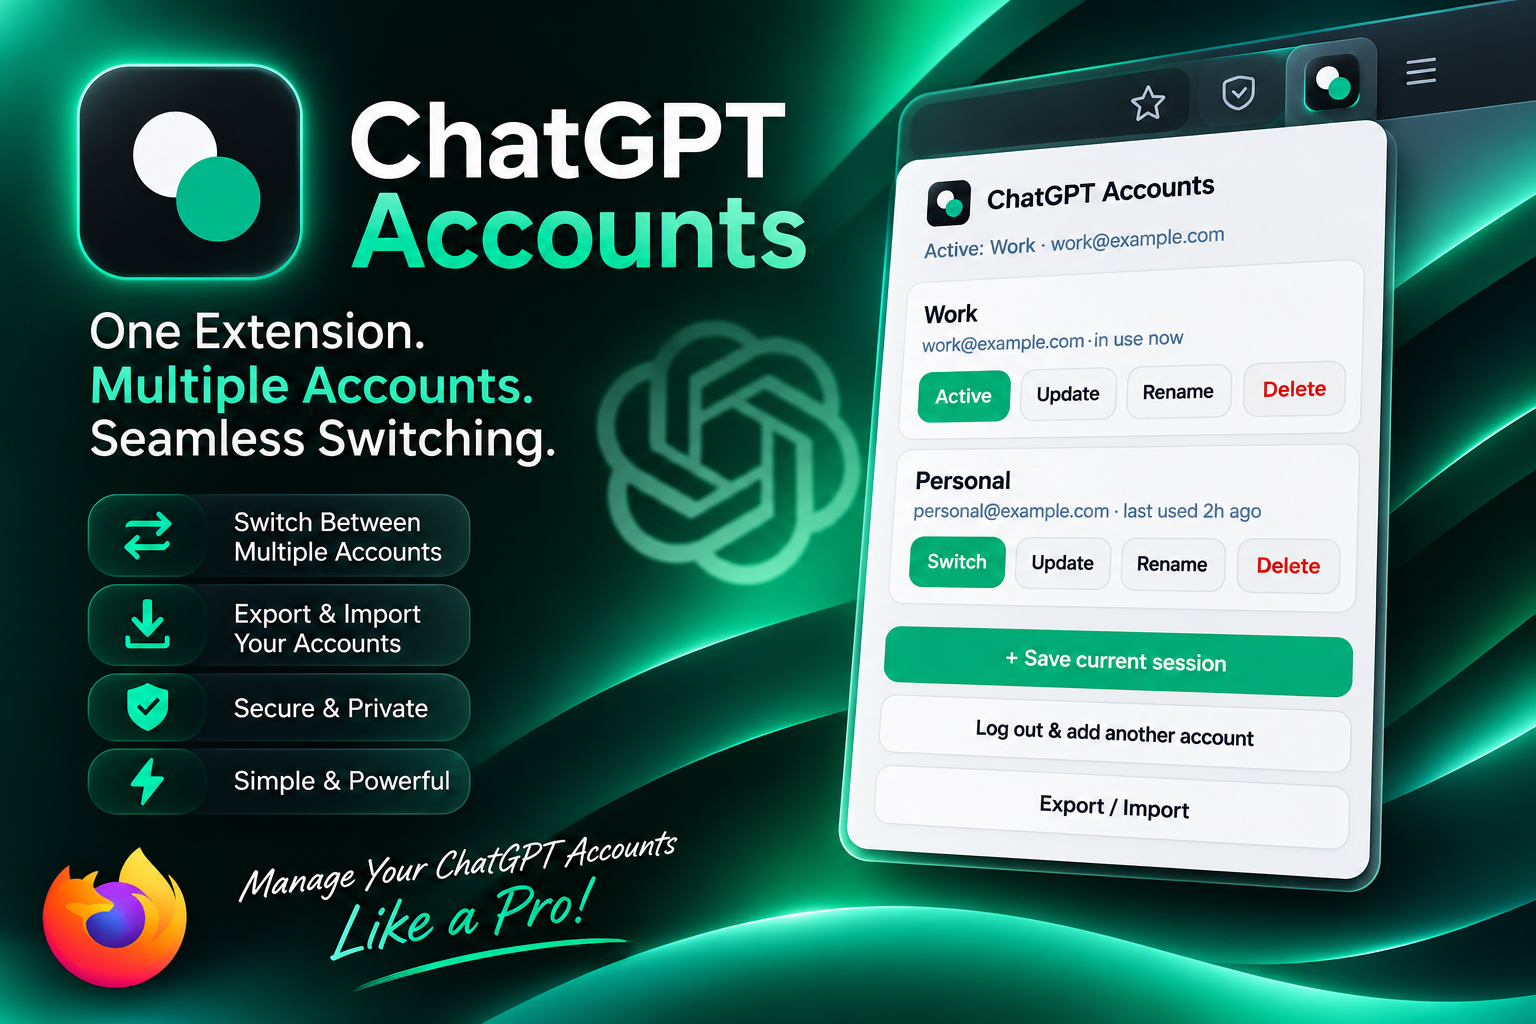 ChatGPT
Accounts
One Extension.
Multiple Accounts.
Seamless Switching.
Switch Between
Multiple Accounts
Export & Import
Your Accounts
Secure & Private
Simple & Powerful
Manage Your ChatGPT Accounts
Like a Pro!
ChatGPT Accounts
Active: Work · work@example.com
Work
work@example.com · in use now
Active Update Rename Delete
Personal
personal@example.com · last used 2h ago
Switch Update Rename Delete
+ Save current session
Log out & add another account
Export / Import